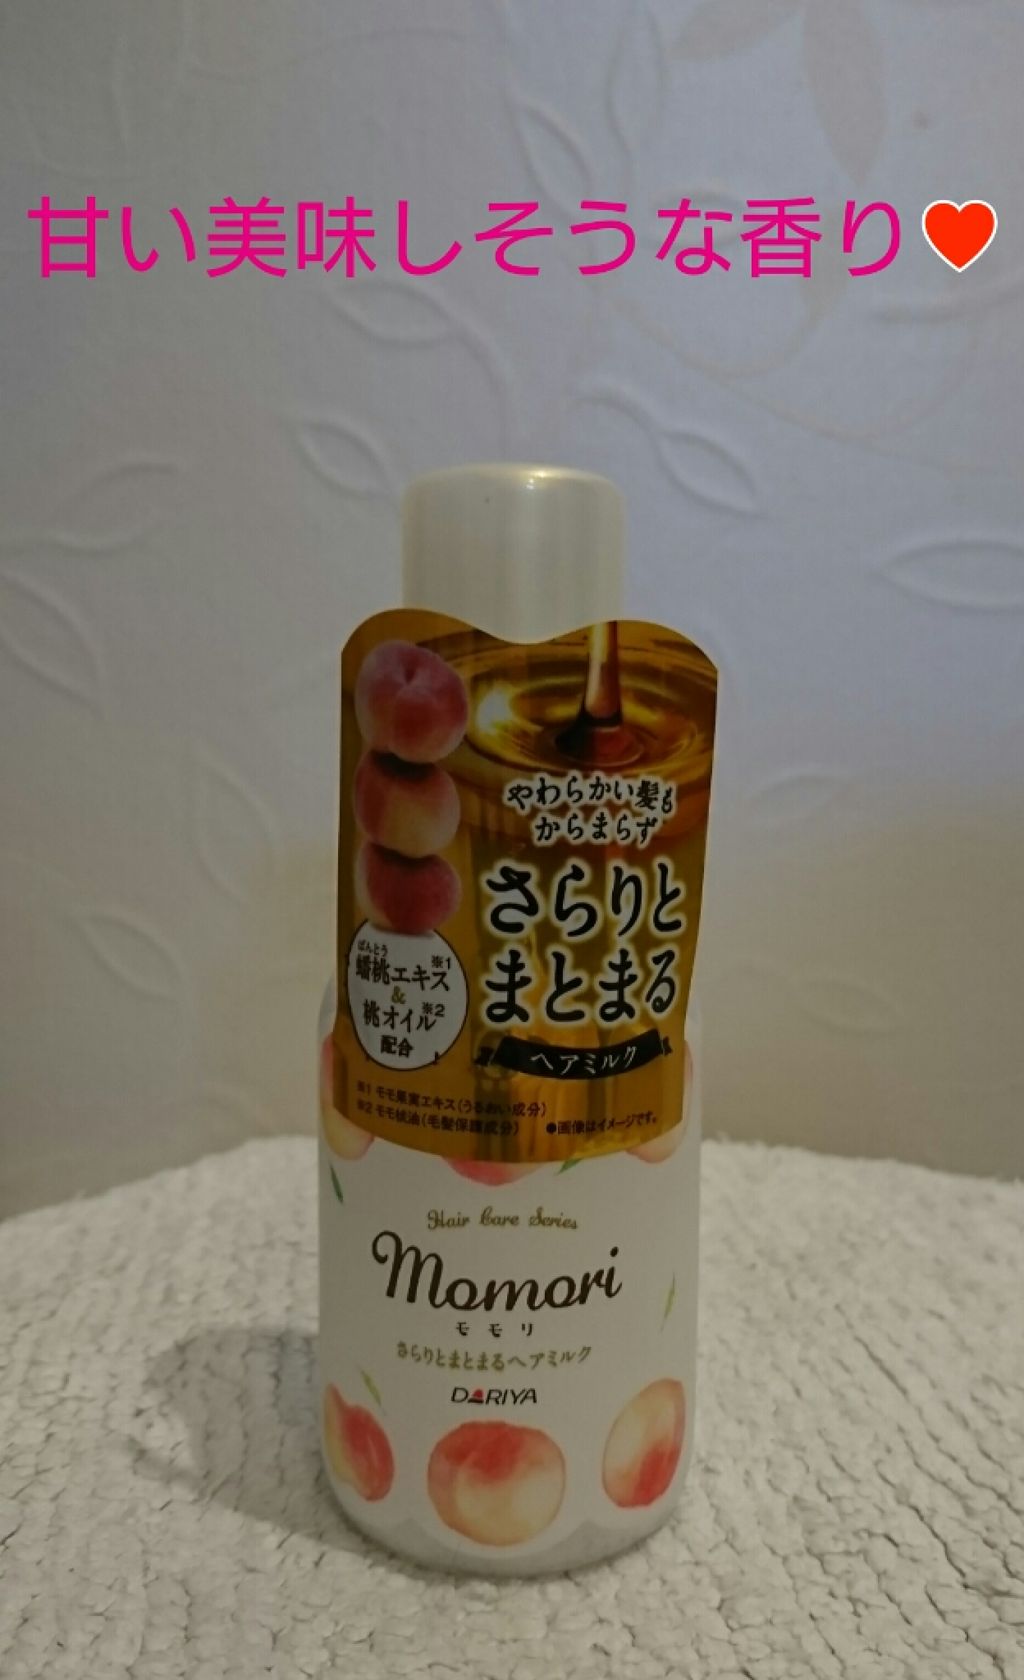 甘い美味しそうな香り♥
やわらかい髪も
からまらず
さらりと
まとまる
ヘアミルク
ばんとう
蟠桃エキス※1
&
桃オイル※2
配合
※1 モモ果実エキス(うるおい成分)
※2 モモ核油(毛髪保護成分) ●画像はイメージです。
Hair Care Series
Momori
モモリ
さらりとまとまるヘアミルク
DARIYA